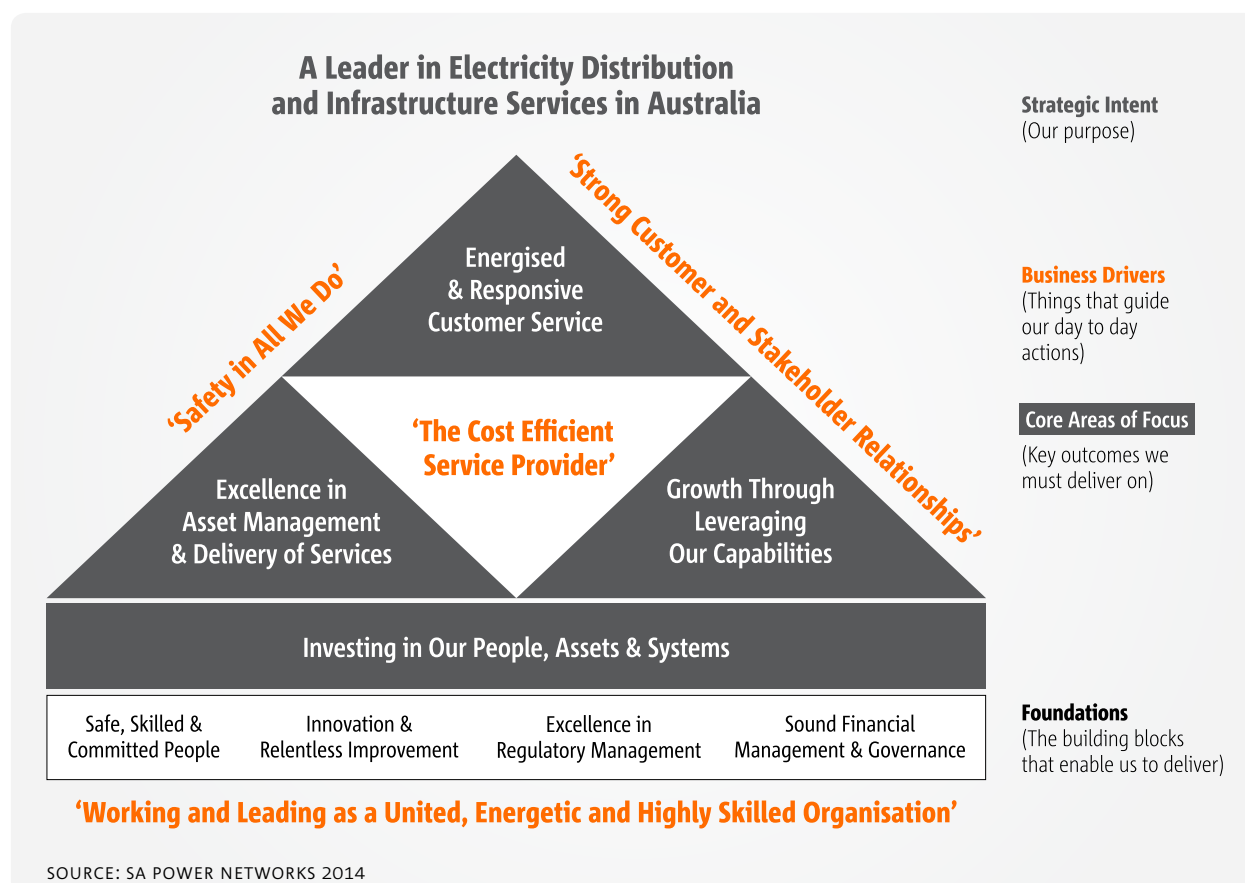 A Leader in Electricity Distribution
and Infrastructure Services in Australia
Strategic Intent
(Our purpose)
‘Safety in All We Do’
‘Strong Customer and Stakeholder Relationships’
Energised
& Responsive
Customer Service
Business Drivers
(Things that guide
our day to day
actions)
‘The Cost Efficient
Service Provider’
Core Areas of Focus
(Key outcomes we
must deliver on)
Excellence in
Asset Management
& Delivery of Services
Growth Through
Leveraging
Our Capabilities
Investing in Our People, Assets & Systems
Safe, Skilled &
Committed People
Innovation &
Relentless Improvement
Excellence in
Regulatory Management
Sound Financial
Management & Governance
Foundations
(The building blocks
that enable us to deliver)
‘Working and Leading as a United, Energetic and Highly Skilled Organisation’
SOURCE: SA POWER NETWORKS 2014